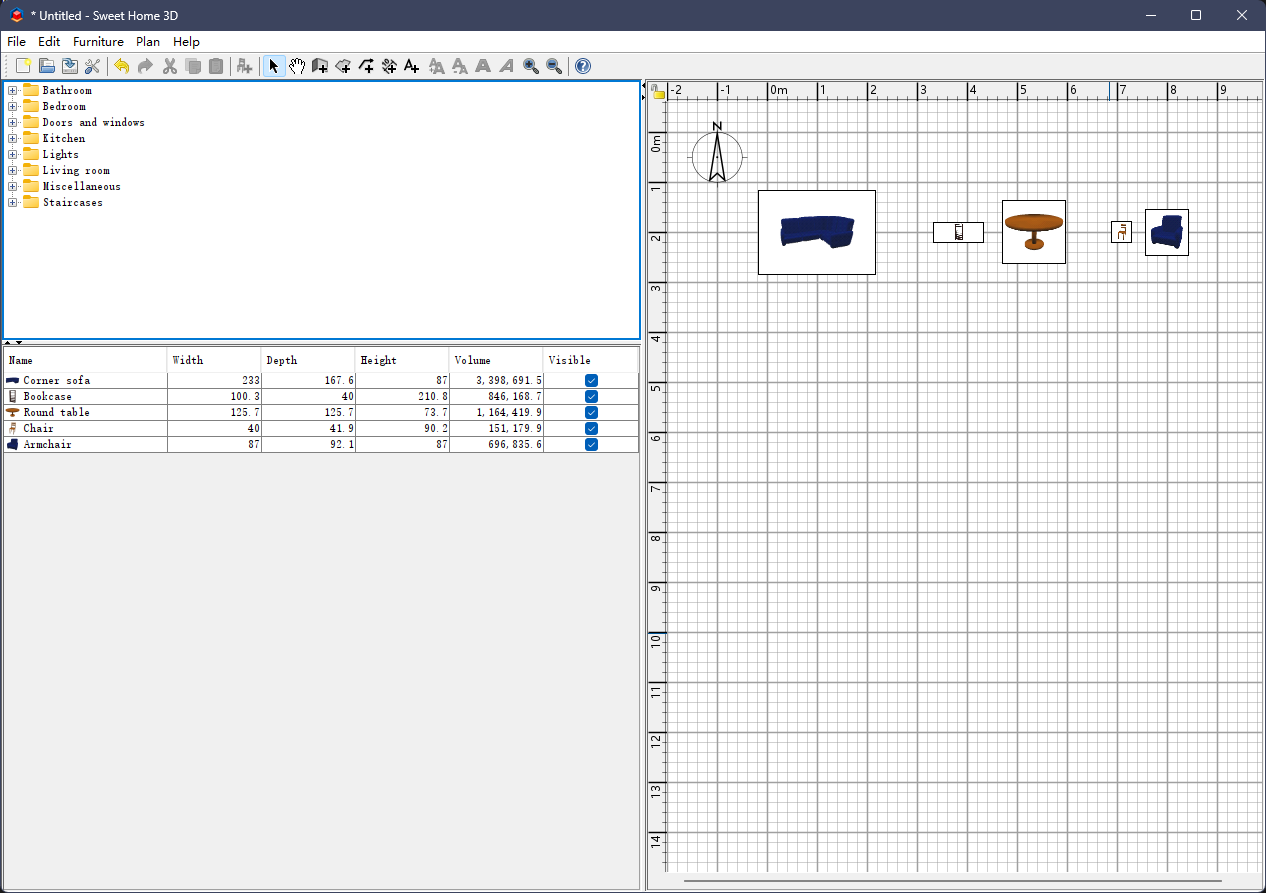 * Untitled - Sweet Home 3D
File Edit Furniture Plan Help
Bathroom
Bedroom
Doors and windows
Kitchen
Lights
Living room
Miscellaneous
Staircases
Name Width Depth Height Volume Visible
Corner sofa 233 167.6 87 3,398,691.5
Bookcase 100.3 40 210.8 846,168.7
Round table 125.7 125.7 73.7 1,164,419.9
Chair 40 41.9 90.2 151,179.9
Armchair 87 92.1 87 696,835.6
-2 -1 0m 1 2 3 4 5 6 7 8 9
N
0m
1
2
3
4
5
6
7
8
9
10
11
12
13
14